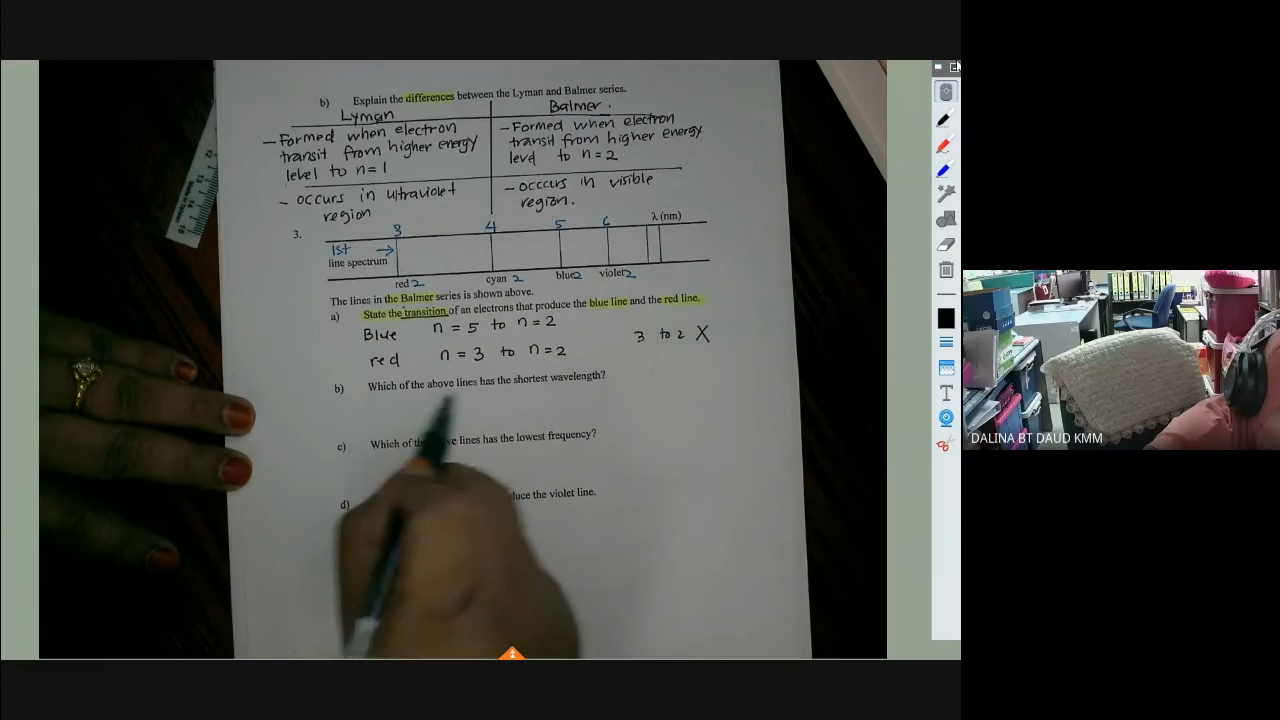 b) Explain the differences between the Lyman and Balmer series.
Lyman
- Formed when electron
transit from higher energy
level to n=1
- occurs in ultraviolet
region
Balmer.
- Formed when electron
transit from higher energy
level to n=2
- occcurs in visible
region.
3.
3 4 5 6 λ (nm)
1st →
line spectrum
red 2 cyan 2 blue 2 violet 2
The lines in the Balmer series is shown above.
a) State the transition of an electrons that produce the blue line and the red line.
Blue n = 5 to n = 2
3 to 2 X
red n = 3 to n = 2
b) Which of the above lines has the shortest wavelength?
c) Which of lines has the lowest frequency?
d) the violet line.
DALINA BT DAUD KMM
T